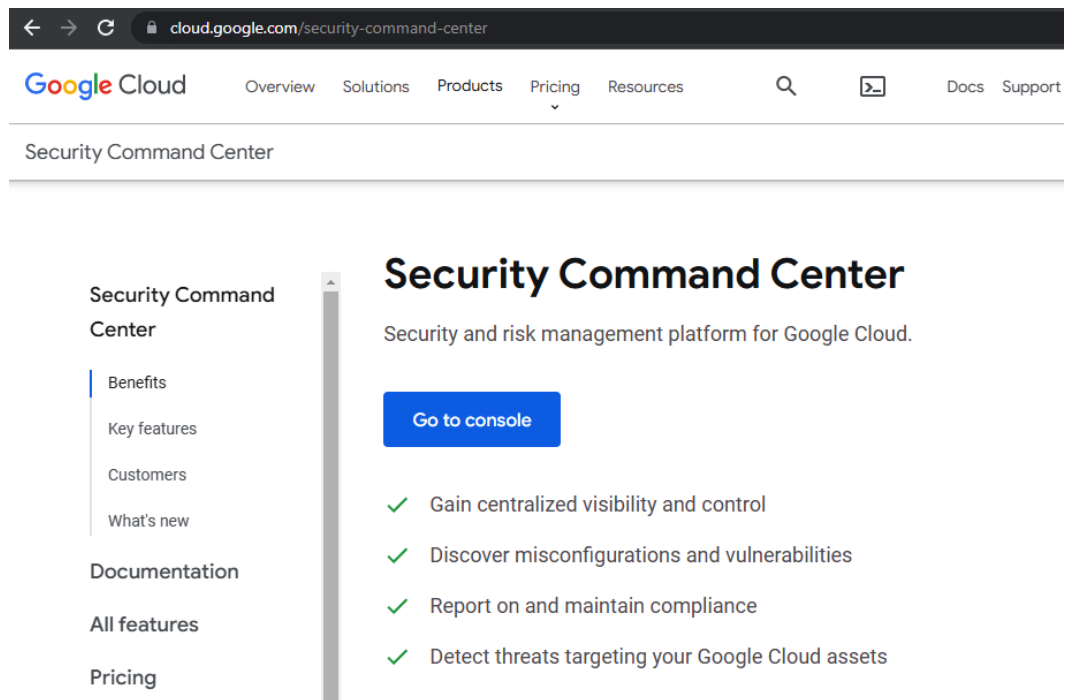 cloud.google.com/security-command-center
Google Cloud Overview Solutions Products Pricing Resources Docs Support
Security Command Center
Security Command
Center
Benefits
Key features
Customers
What's new
Documentation
All features
Pricing
Security Command Center
Security and risk management platform for Google Cloud.
Go to console
Gain centralized visibility and control
Discover misconfigurations and vulnerabilities
Report on and maintain compliance
Detect threats targeting your Google Cloud assets